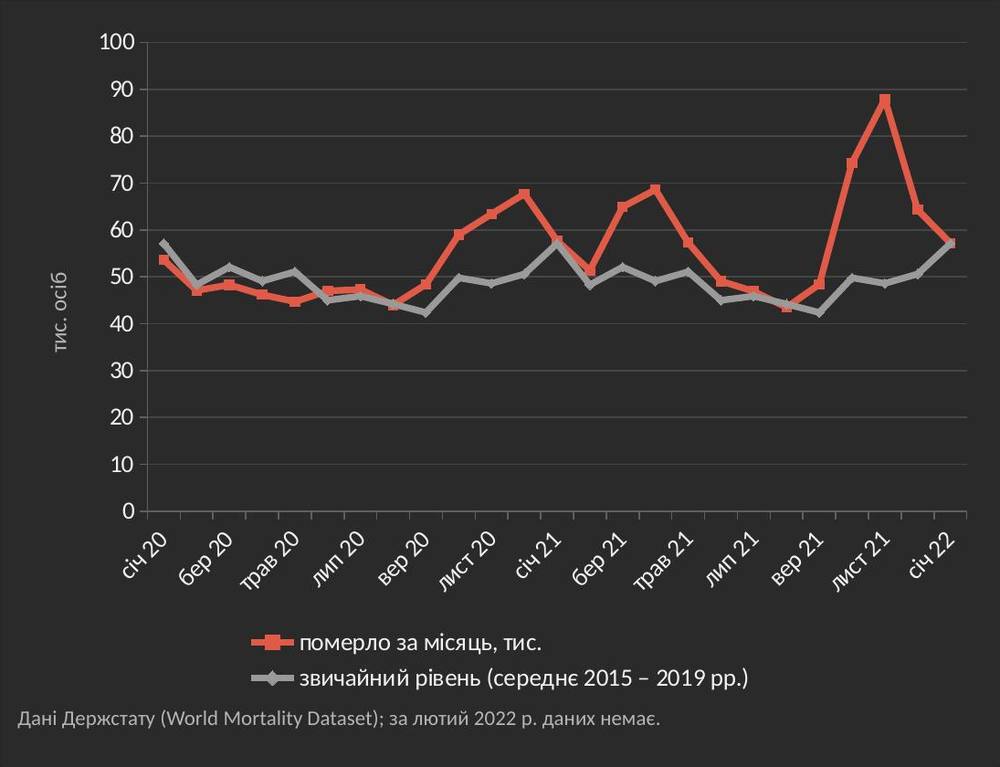 100
90
80
70
60
50
40
30
20
10
0
тис. осіб
січ 20 бер 20 трав 20 лип 20 вер 20 лист 20 січ 21 бер 21 трав 21 лип 21 вер 21 лист 21 січ 22
померло за місяць, тис.
звичайний рівень (середнє 2015 – 2019 рр.)
Дані Держстату (World Mortality Dataset); за лютий 2022 р. даних немає.